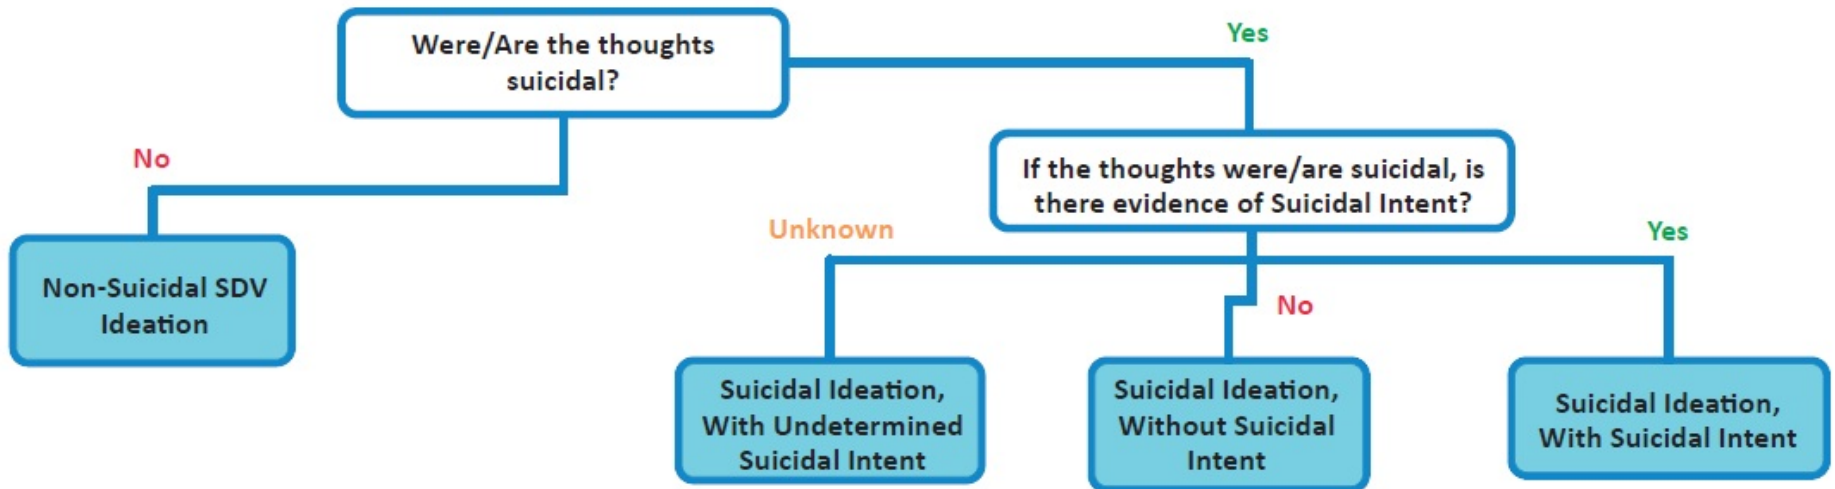 Were/Are the thoughts
suicidal?
Yes
No
If the thoughts were/are suicidal, is
there evidence of Suicidal Intent?
Unknown
Yes
Non-Suicidal SDV
Ideation
No
Suicidal Ideation,
With Undetermined
Suicidal Intent
Suicidal Ideation,
Without Suicidal
Intent
Suicidal Ideation,
With Suicidal Intent